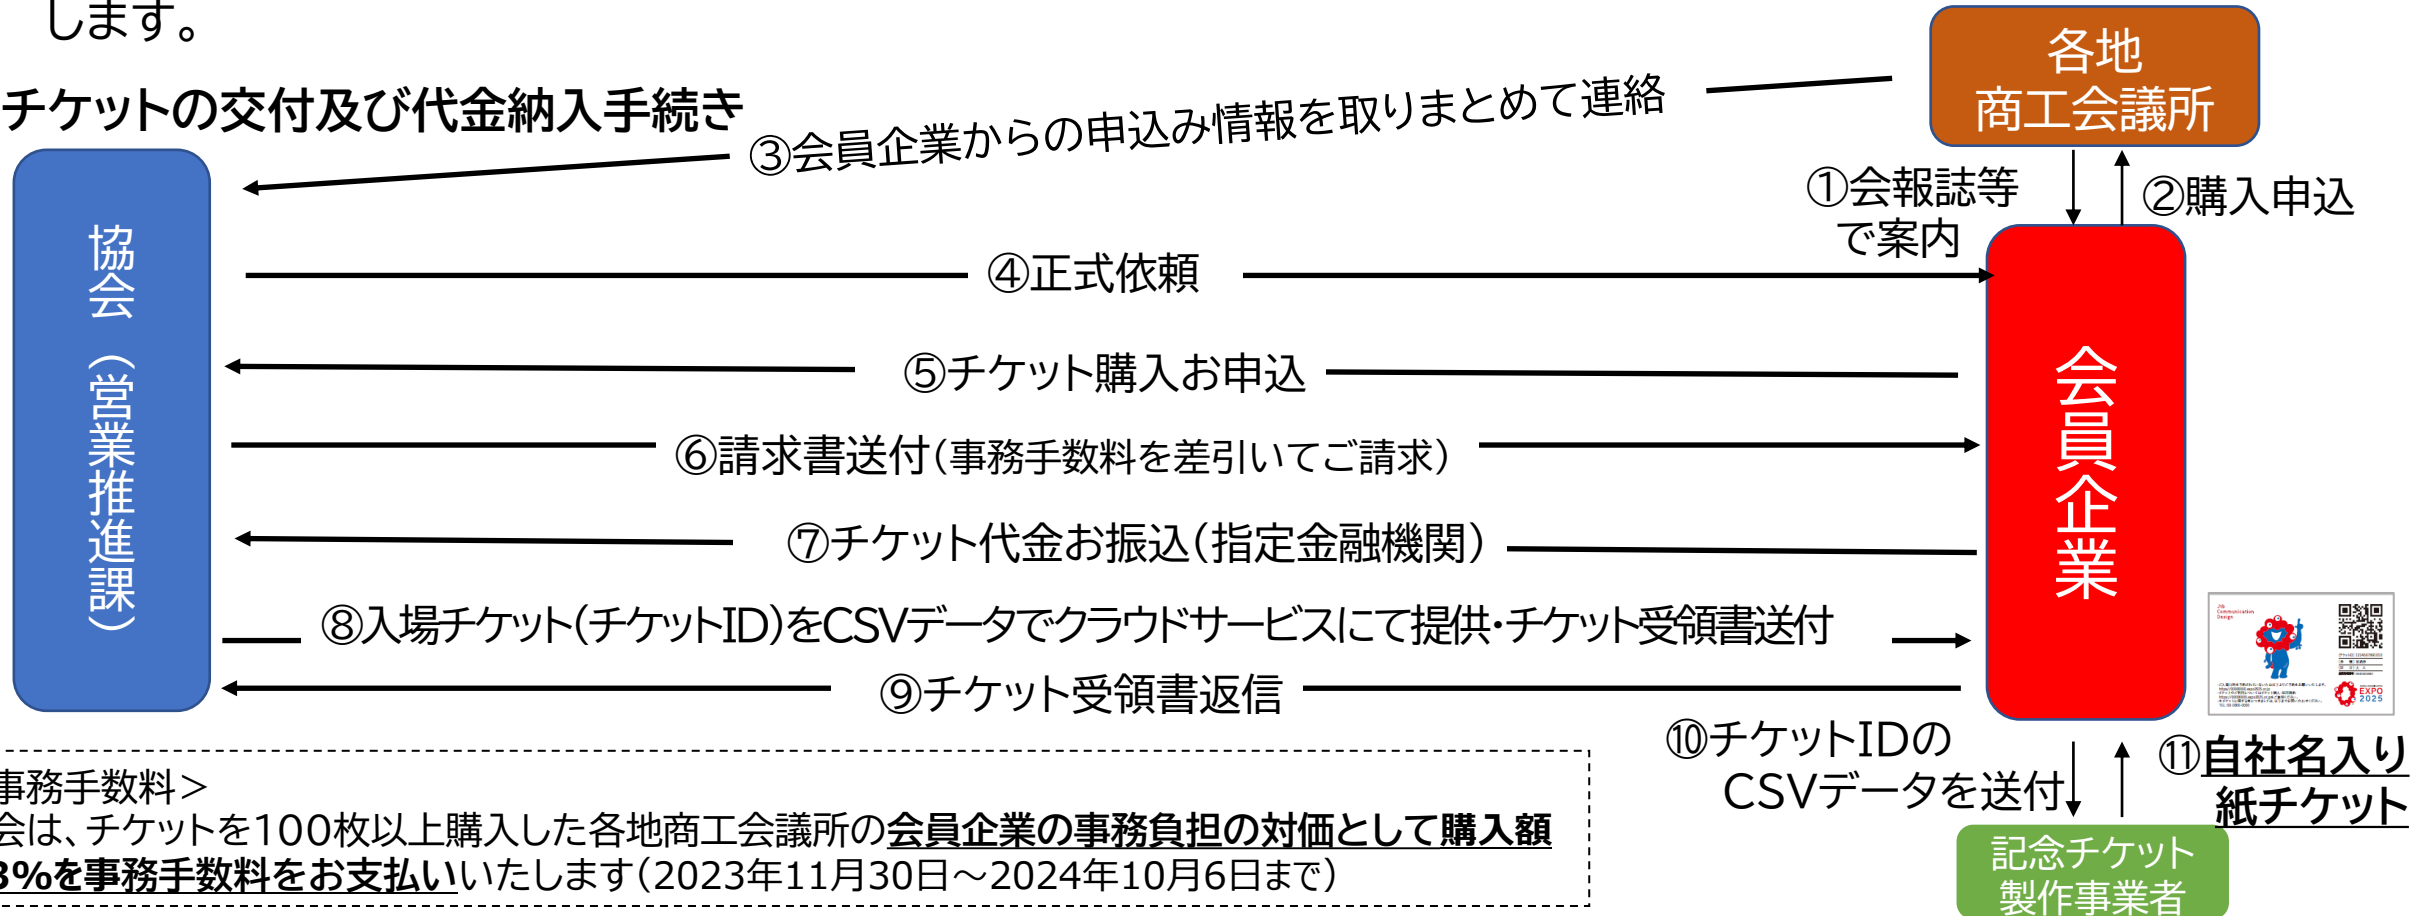 します。
チケットの交付及び代金納入手続き
各地
商工会議所
③会員企業からの申込み情報を取りまとめて連絡
①会報誌等
で案内
②購入申込
協会（営業推進課）
会員企業
④正式依頼
⑤チケット購入お申込
⑥請求書送付（事務手数料を差引いてご請求）
⑦チケット代金お振込（指定金融機関）
⑧入場チケット（チケットID）をCSVデータでクラウドサービスにて提供・チケット受領書送付
⑨チケット受領書返信
⑩チケットIDの
CSVデータを送付
⑪自社名入り
紙チケット
記念チケット
製作事業者
EXPO
2025
事務手数料＞
会は、チケットを100枚以上購入した各地商工会議所の会員企業の事務負担の対価として購入額
3%を事務手数料をお支払いいたします（2023年11月30日～2024年10月6日まで）